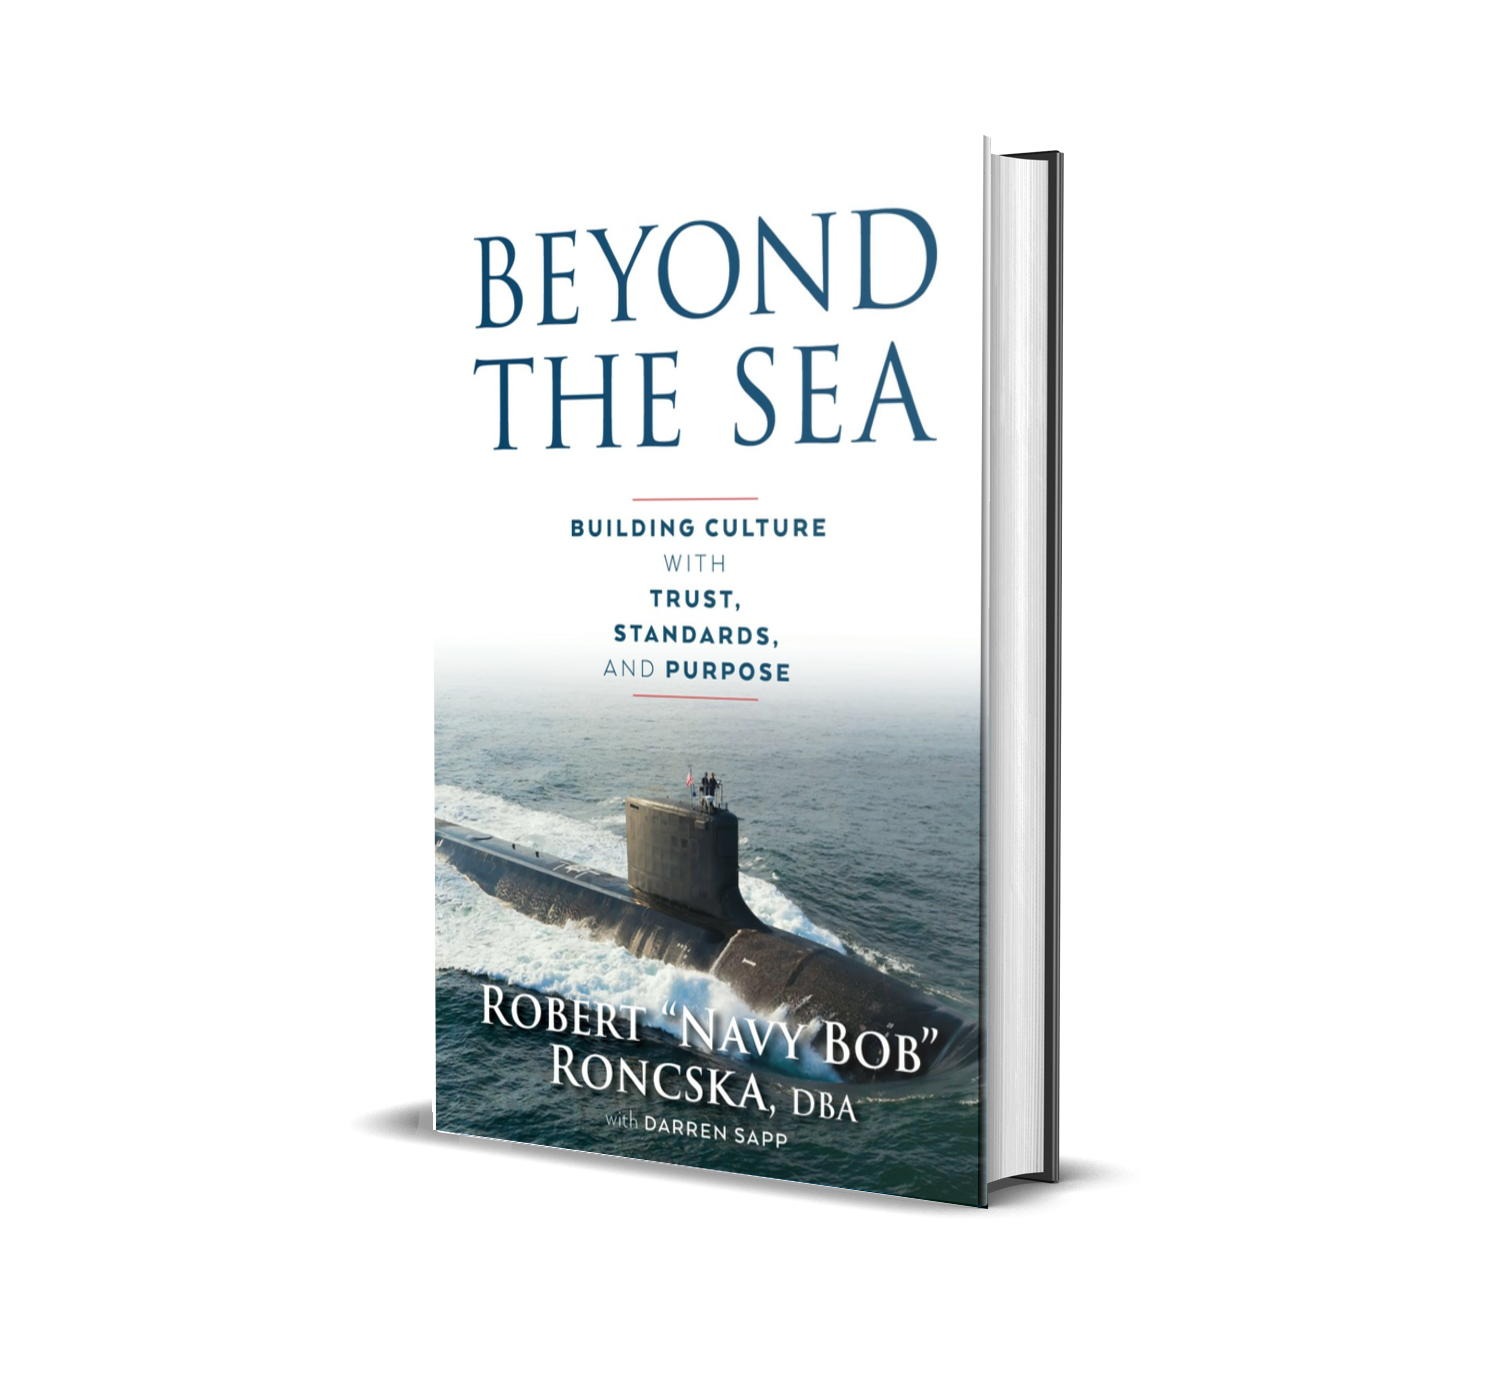 BEYOND
THE SEA
BUILDING CULTURE
WITH
TRUST,
STANDARDS,
AND PURPOSE
ROBERT “NAVY BOB”
RONCSKA, DBA
with DARREN SAPP